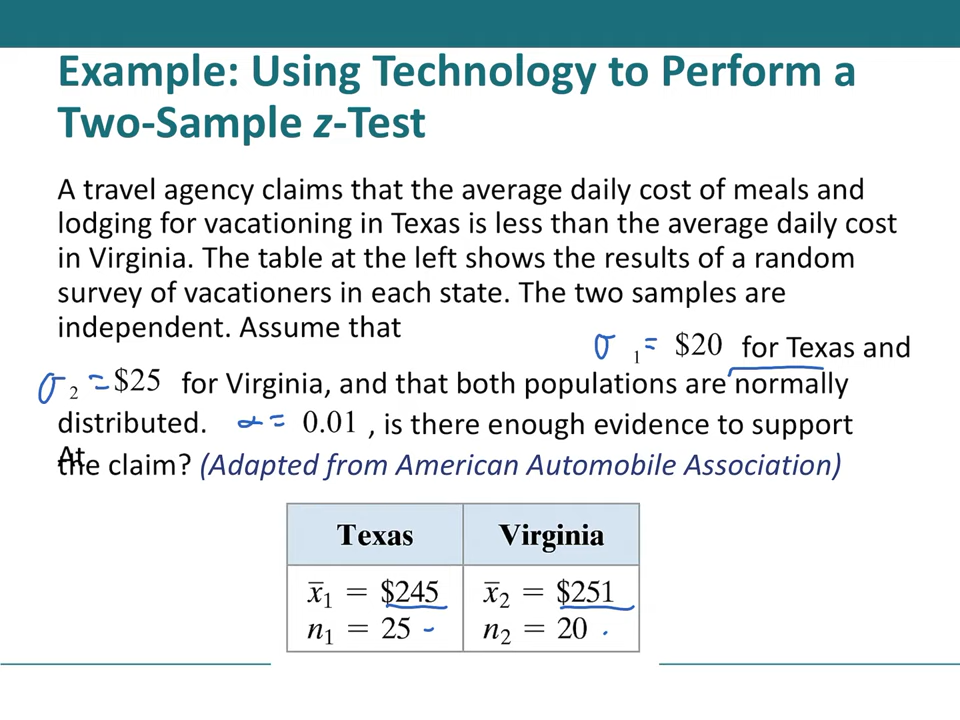 Example: Using Technology to Perform a
Two-Sample z-Test
A travel agency claims that the average daily cost of meals and
lodging for vacationing in Texas is less than the average daily cost
in Virginia. The table at the left shows the results of a random
survey of vacationers in each state. The two samples are
independent. Assume that
σ 1 = $20 for Texas and
σ 2 = $25 for Virginia, and that both populations are normally
distributed. α = 0.01 , is there enough evidence to support
At
the claim? (Adapted from American Automobile Association)
Texas Virginia
x̄₁ = $245 x̄₂ = $251
n₁ = 25 n₂ = 20